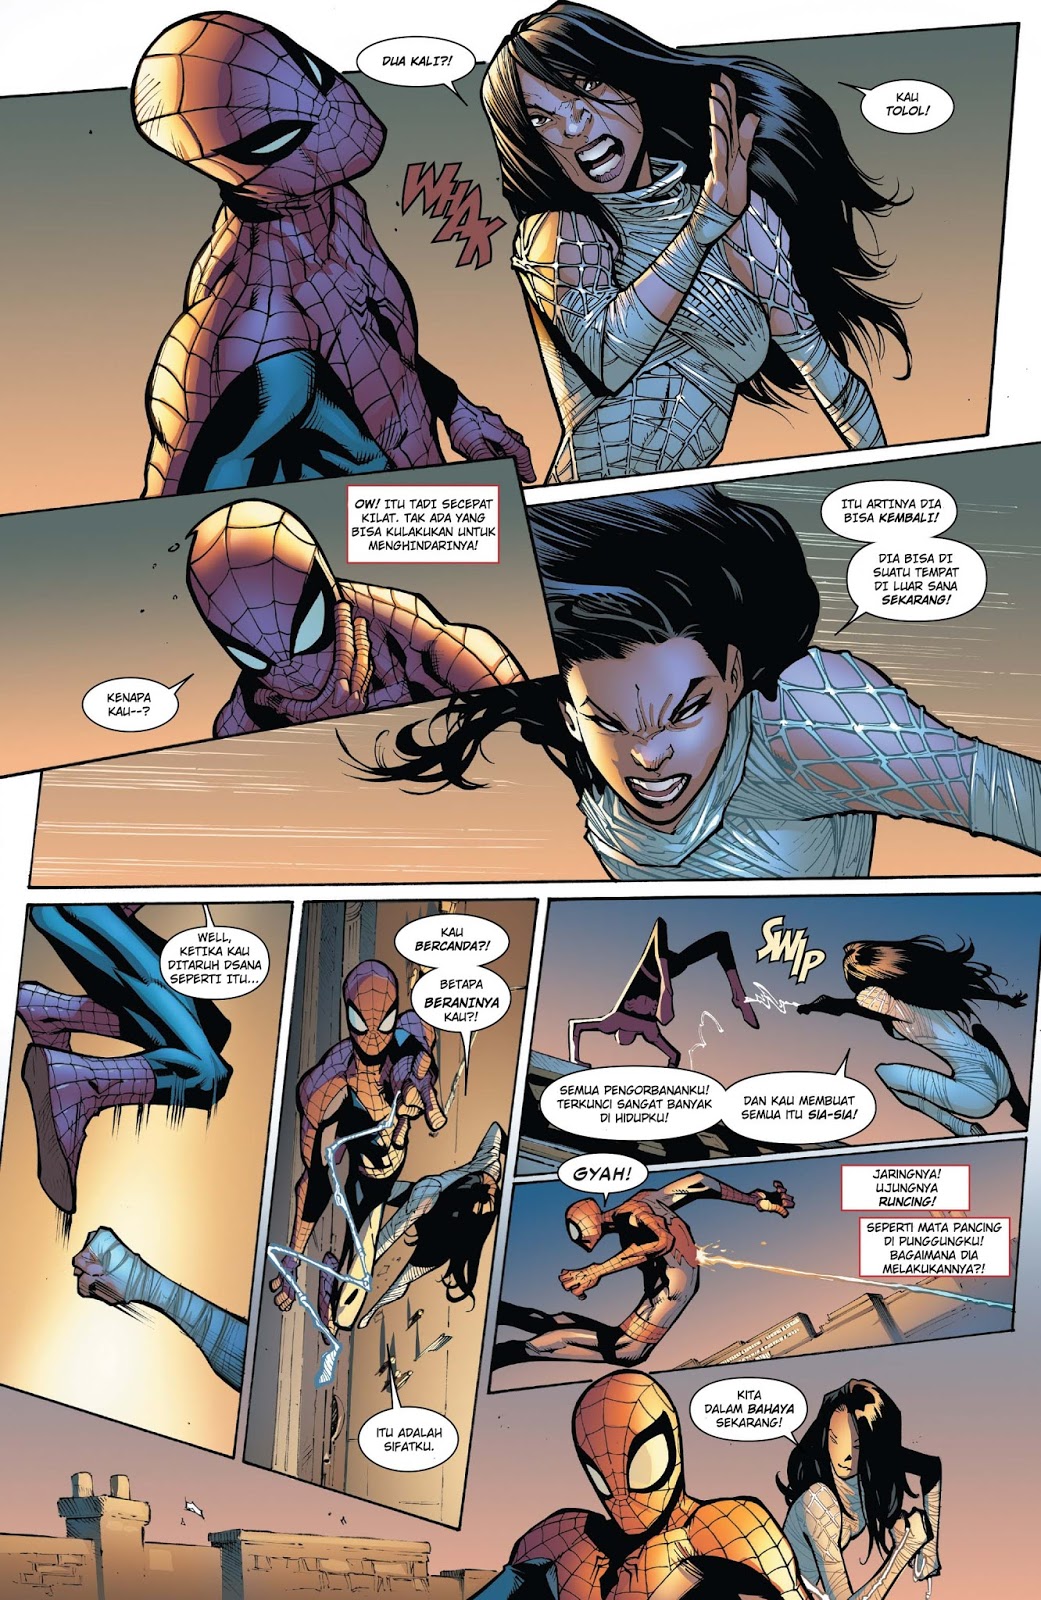 DUA KALI?!
WHAK
KAU
TOLOL!
OW! ITU TADI SECEPAT
KILAT. TAK ADA YANG
BISA KULAKUKAN UNTUK
MENGHINDARINYA!
KENAPA
KAU--?
ITU ARTINYA DIA
BISA KEMBALI!
DIA BISA DI
SUATU TEMPAT
DI LUAR SANA
SEKARANG!
WELL,
KETIKA KAU
DITARUH DSANA
SEPERTI ITU...
KAU
BERCANDA?!
BETAPA
BERANINYA
KAU?!
ITU ADALAH
SIFATKU.
SWIP
SEMUA PENGORBANANKU!
TERKUNCI SANGAT BANYAK
DI HIDUPKU!
DAN KAU MEMBUAT
SEMUA ITU SIA-SIA!
GYAH!
JARINGNYA!
UJUNGNYA
RUNCING!
SEPERTI MATA PANCING
DI PUNGGUNGKU!
BAGAIMANA DIA
MELAKUKANNYA?!
KITA
DALAM BAHAYA
SEKARANG!